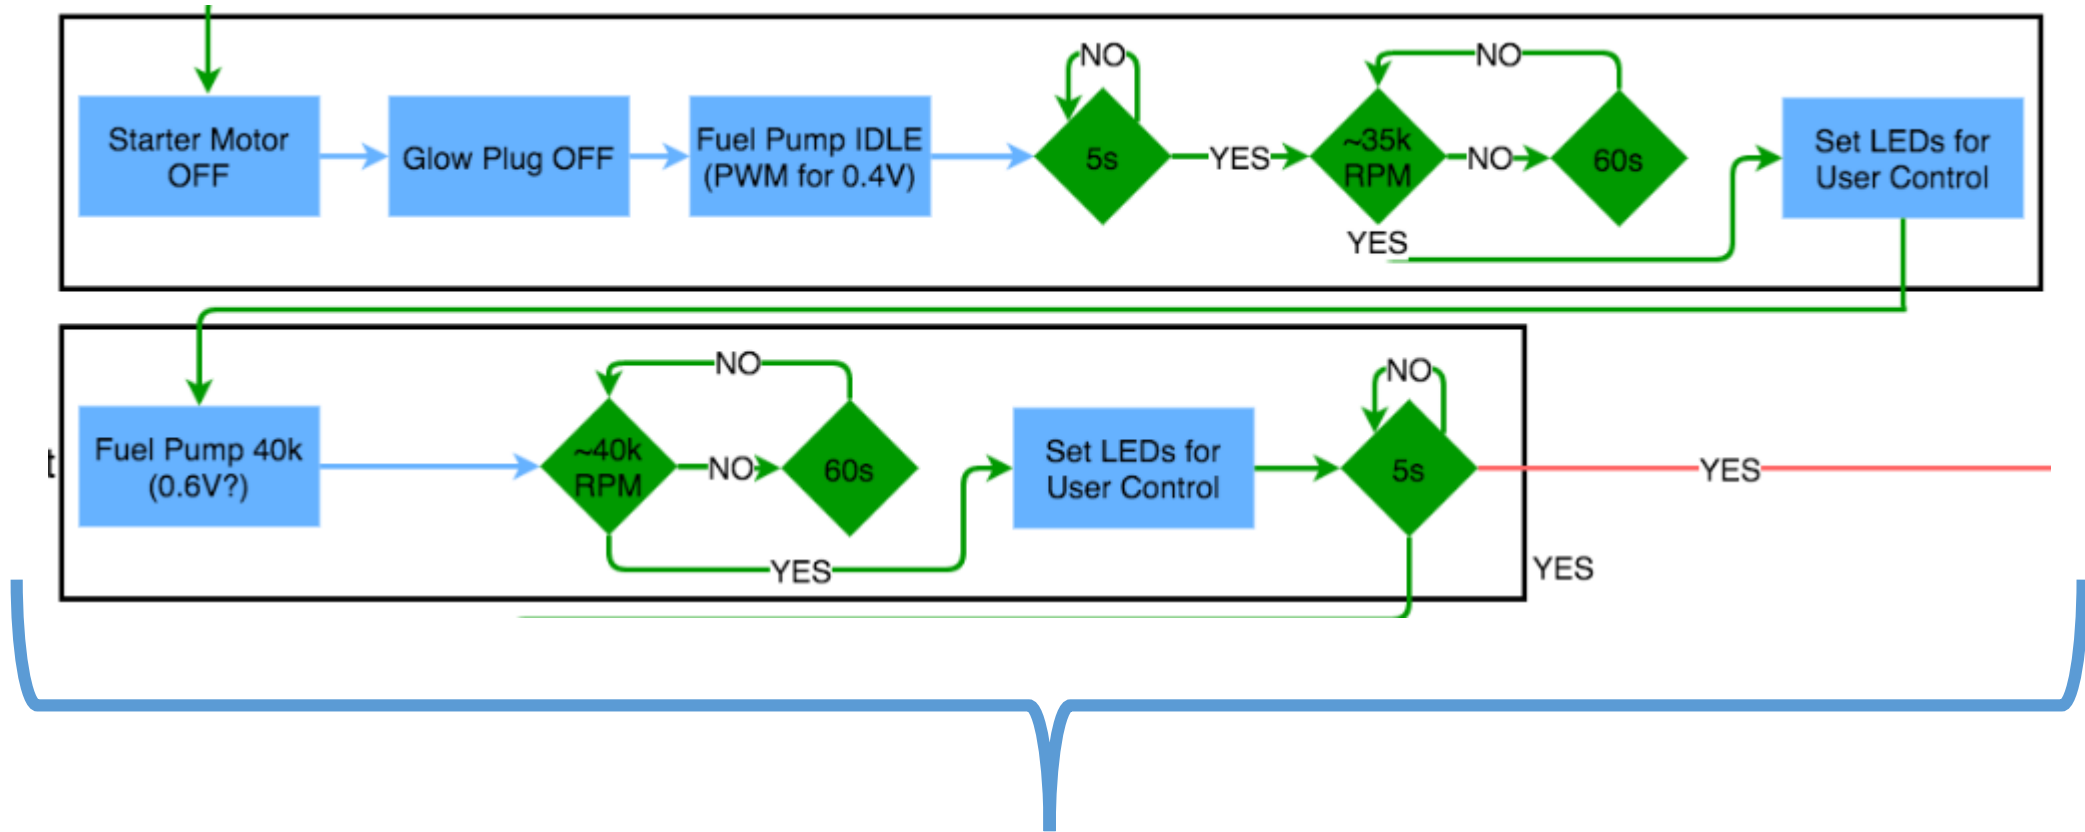 NO
NO
Starter Motor
OFF
Glow Plug OFF
Fuel Pump IDLE
(PWM for 0.4V)
5s
YES
~35k
RPM
NO
60s
Set LEDs for
User Control
YES
NO
NO
t
Fuel Pump 40k
(0.6V?)
~40k
RPM
NO
60s
Set LEDs for
User Control
5s
YES
YES
YES